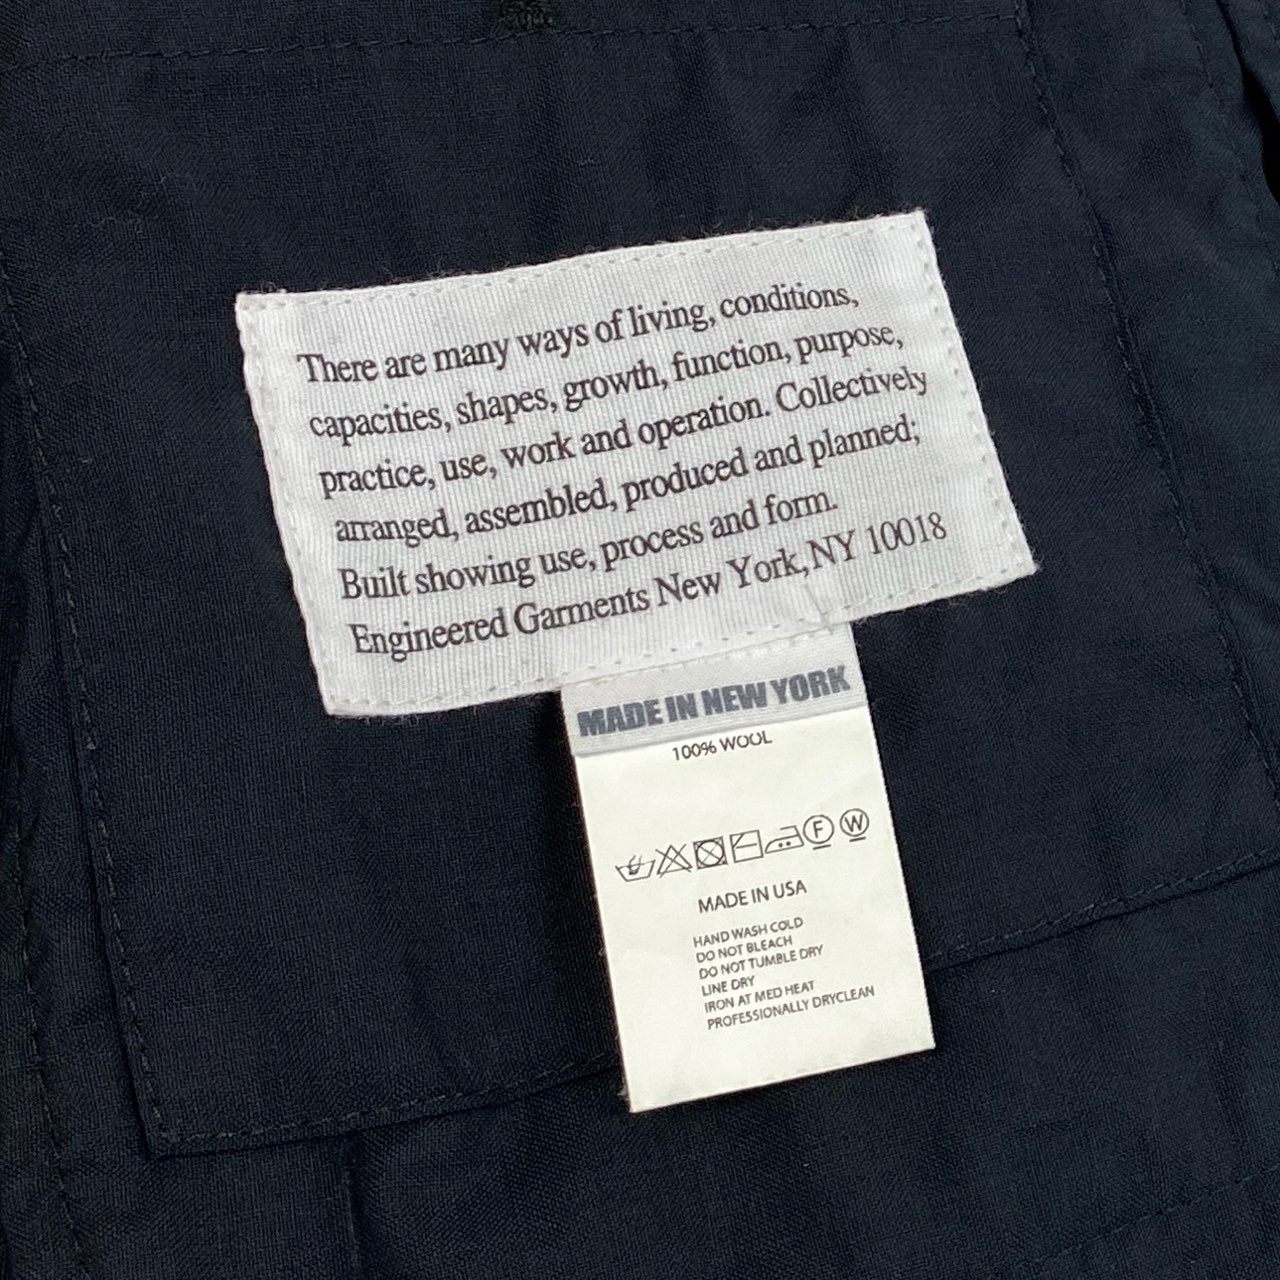 There are many ways of living, conditions,
capacities, shapes, growth, function, purpose,
practice, use, work and operation. Collectively
arranged, assembled, produced and planned;
Built showing use, process and form.
Engineered Garments New York, NY 10018
MADE IN NEW YORK
100% WOOL
F W
MADE IN USA
HAND WASH COLD
DO NOT BLEACH
DO NOT TUMBLE DRY
LINE DRY
IRON AT MED HEAT
PROFESSIONALLY DRYCLEAN